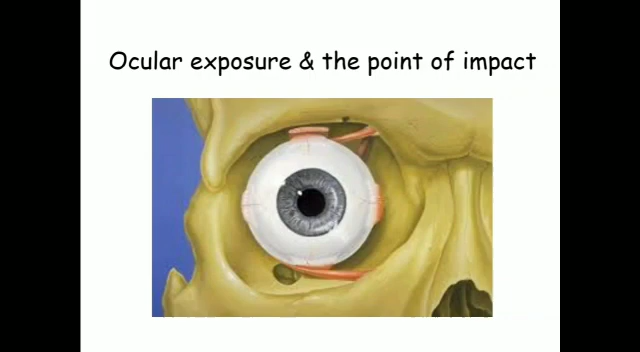 Ocular exposure & the point of impact